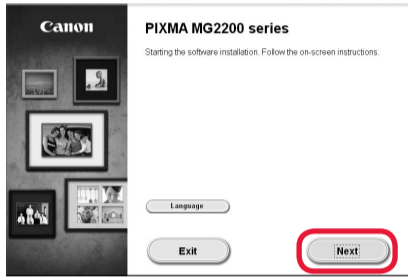 Canon
PIXMA MG2200 series
Starting the software installation. Follow the on-screen instructions.
Language
Exit
Next